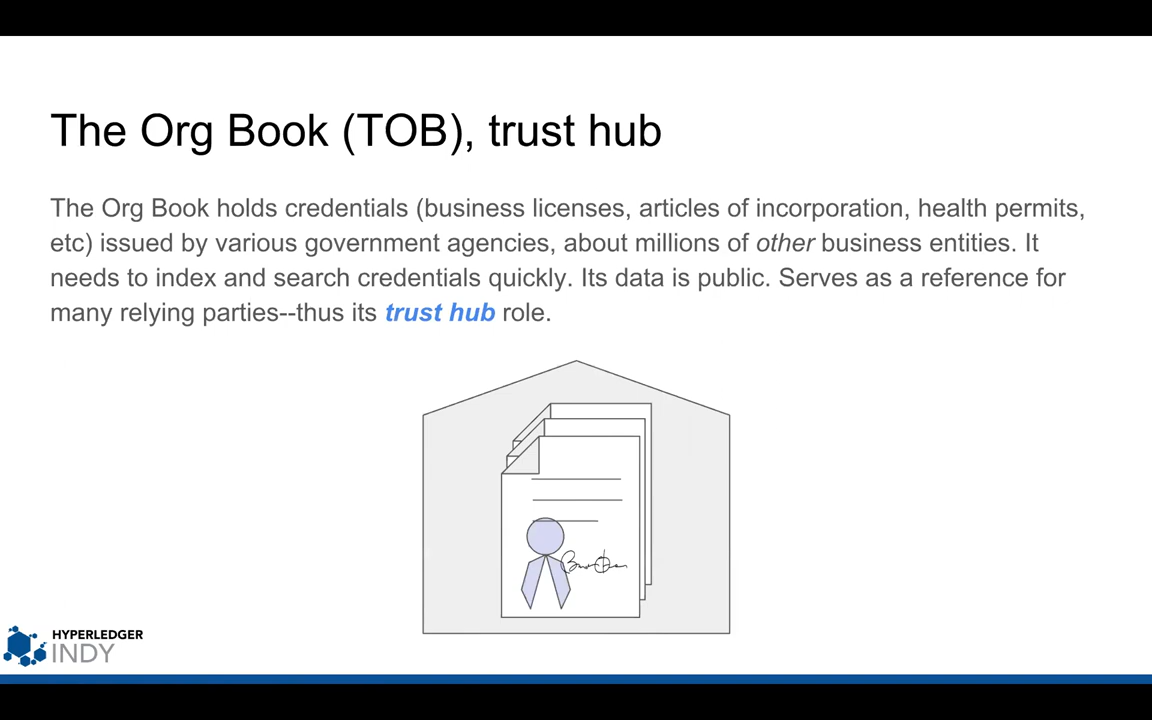 The Org Book (TOB), trust hub
The Org Book holds credentials (business licenses, articles of incorporation, health permits,
etc) issued by various government agencies, about millions of other business entities. It
needs to index and search credentials quickly. Its data is public. Serves as a reference for
many relying parties--thus its trust hub role.
HYPERLEDGER
INDY